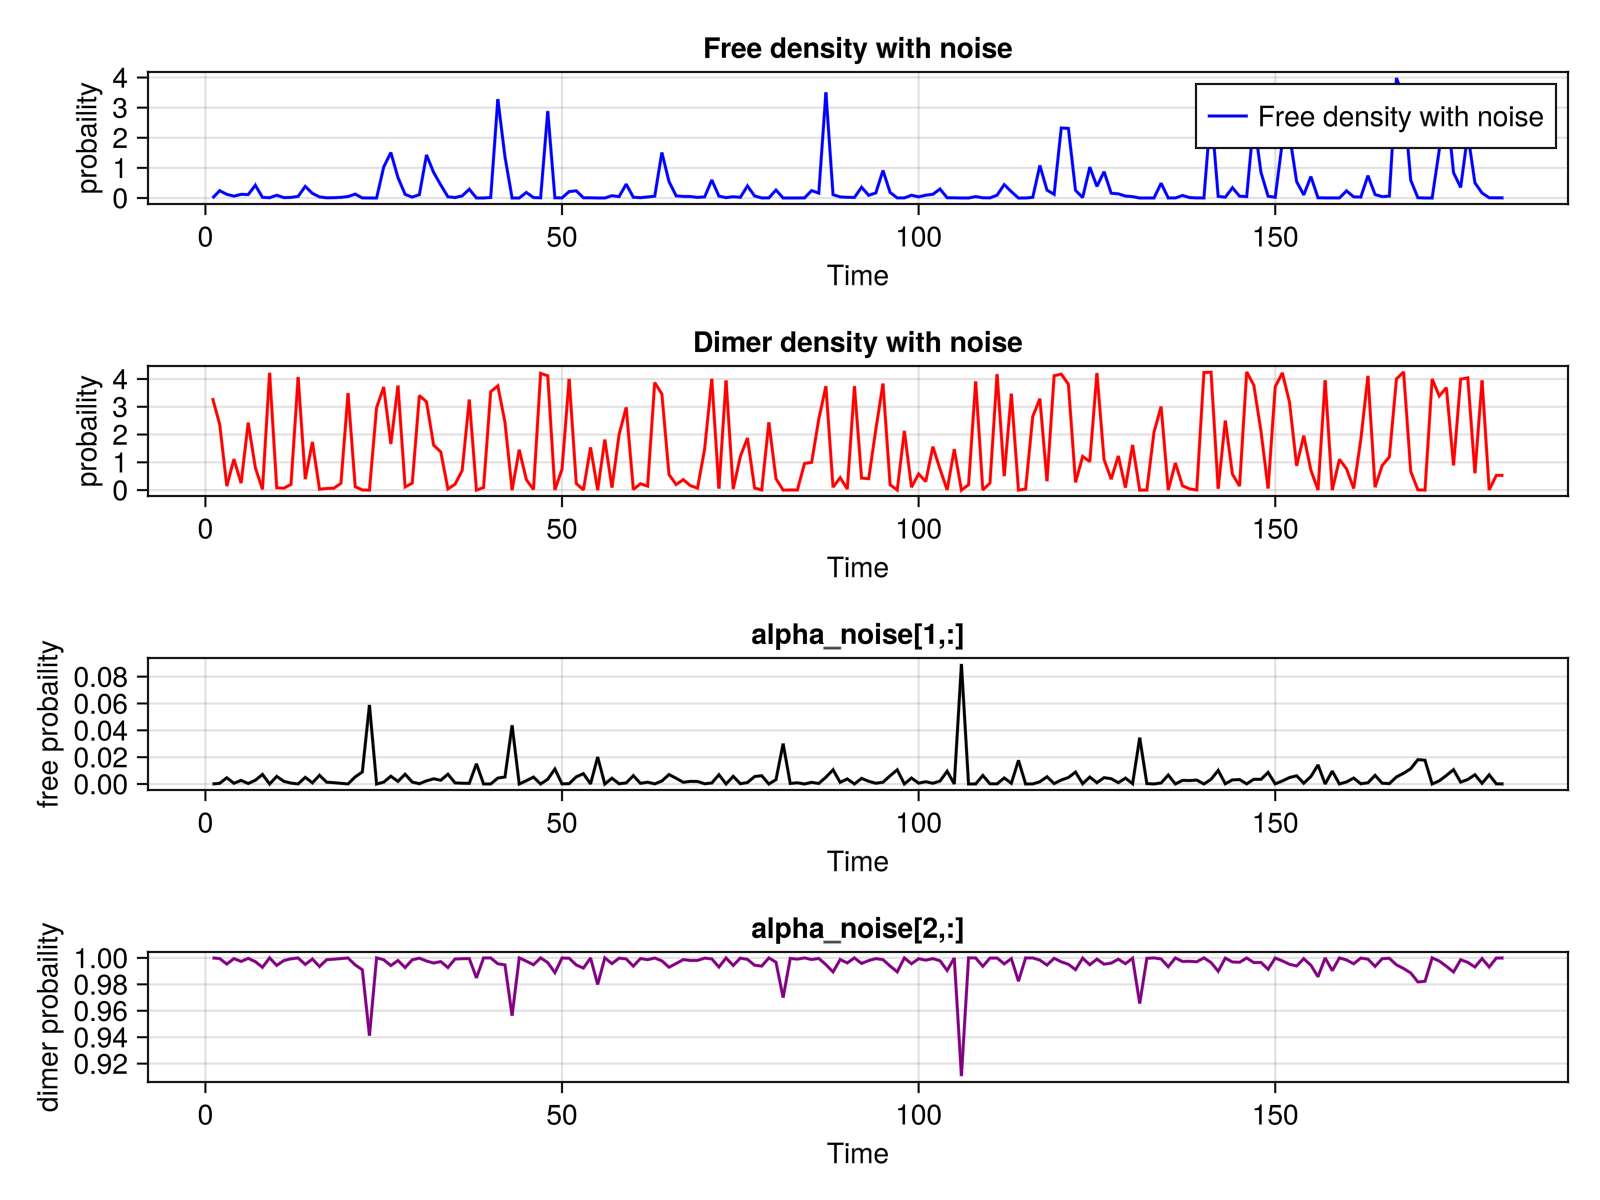 Free density with noise
probaility
4
3
2
1
0
Free density with noise
0 50 100 150
Time
Dimer density with noise
probaility
4
3
2
1
0
0 50 100 150
Time
alpha_noise[1,:]
free probaility
0.08
0.06
0.04
0.02
0.00
0 50 100 150
Time
alpha_noise[2,:]
dimer probaility
1.00
0.98
0.96
0.94
0.92
0 50 100 150
Time